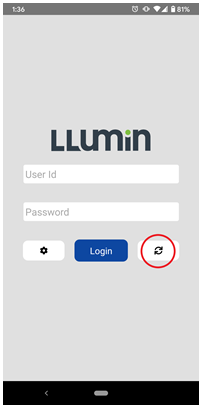 1:36 81%
LLUMIN
User Id
Password
Login